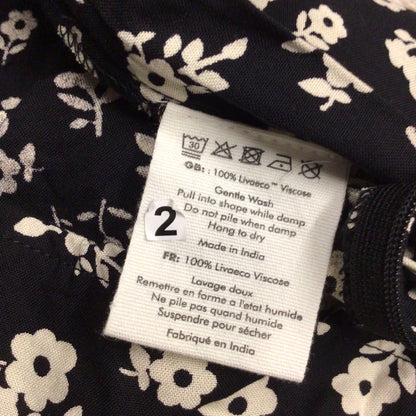 30
GB: : 100% Livaeco™ Viscose
Gentle Wash
Pull into shape while damp
Do not pile when damp
Hang to dry
2
Made in India
FR: 100% Livaeco Viscose
Lavage doux
Remettre en forme a l'etat humide
Ne pile pas quand humide
Suspendre pour sécher
Fabriqué en India